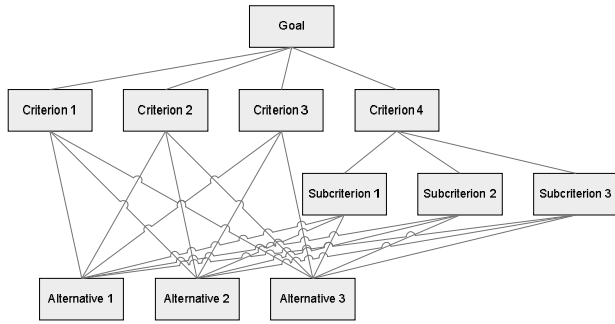 Goal
Criterion 1
Criterion 2
Criterion 3
Criterion 4
Subcriterion 1
Subcriterion 2
Subcriterion 3
Alternative 1
Alternative 2
Alternative 3